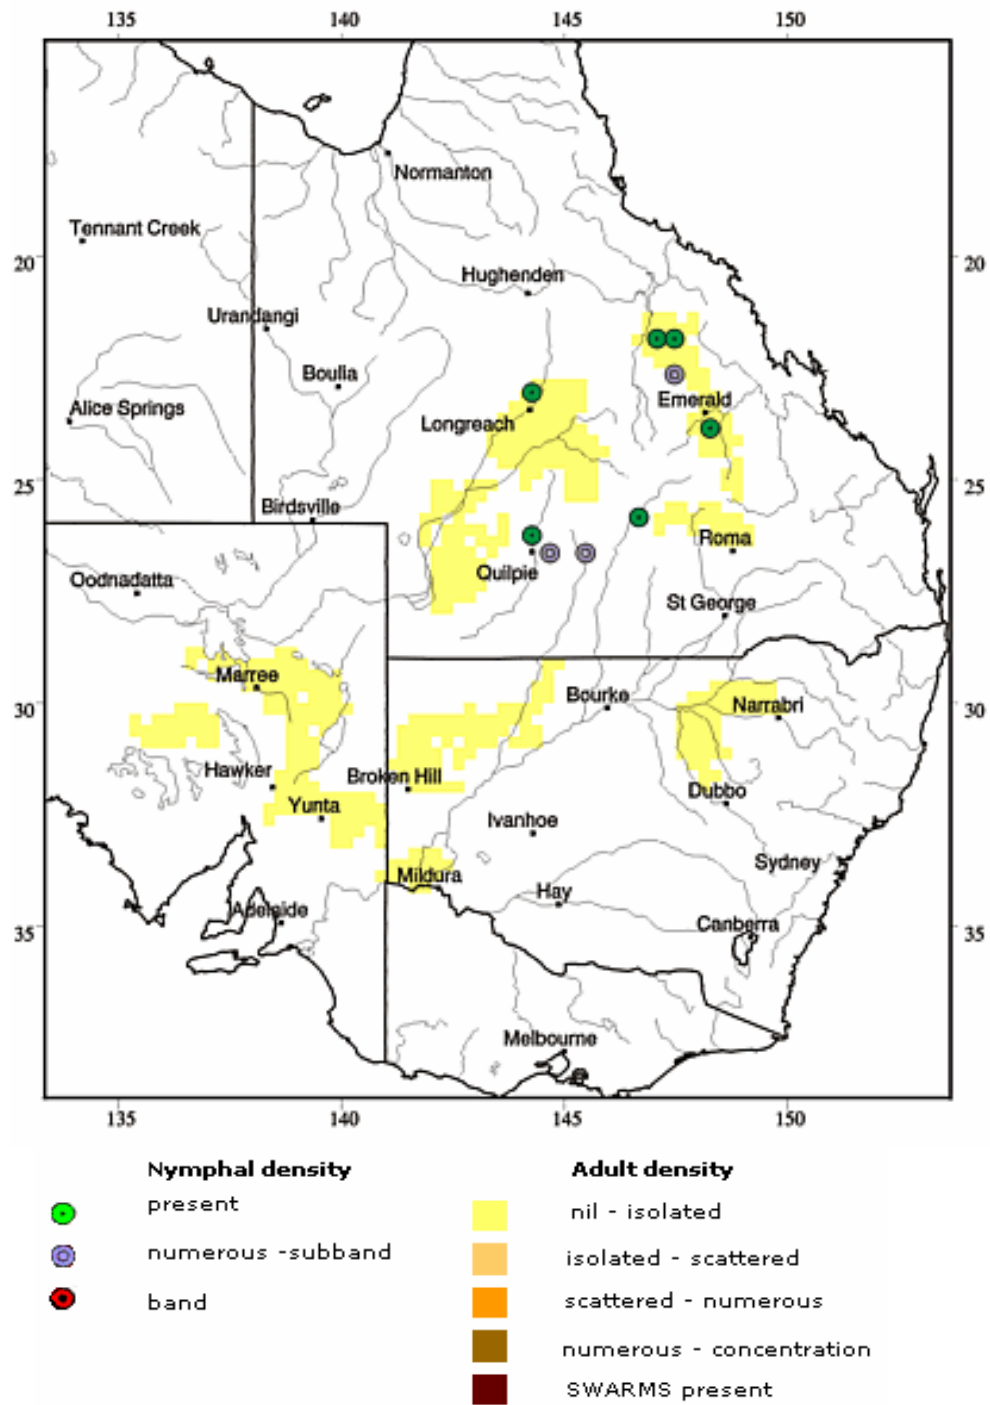 135 140 145 150
Normanton
Tennant Creek
20 20
Hughenden
Urandangi
Boulia
Emerald
Alice Springs
Longreach
25 25
Birdsville
Roma
Quilpie
Oodnadatta
St George
Marree
Bourke
30 Narrabri 30
Hawker
Broken Hill
Dubbo
Yunta
Ivanhoe
Sydney
Mildura
Hay
Adelaide
Canberra
35 35
Melbourne
135 140 145 150
Nymphal density Adult density
present nil - isolated
numerous -subband isolated - scattered
band scattered - numerous
numerous - concentration
SWARMS present